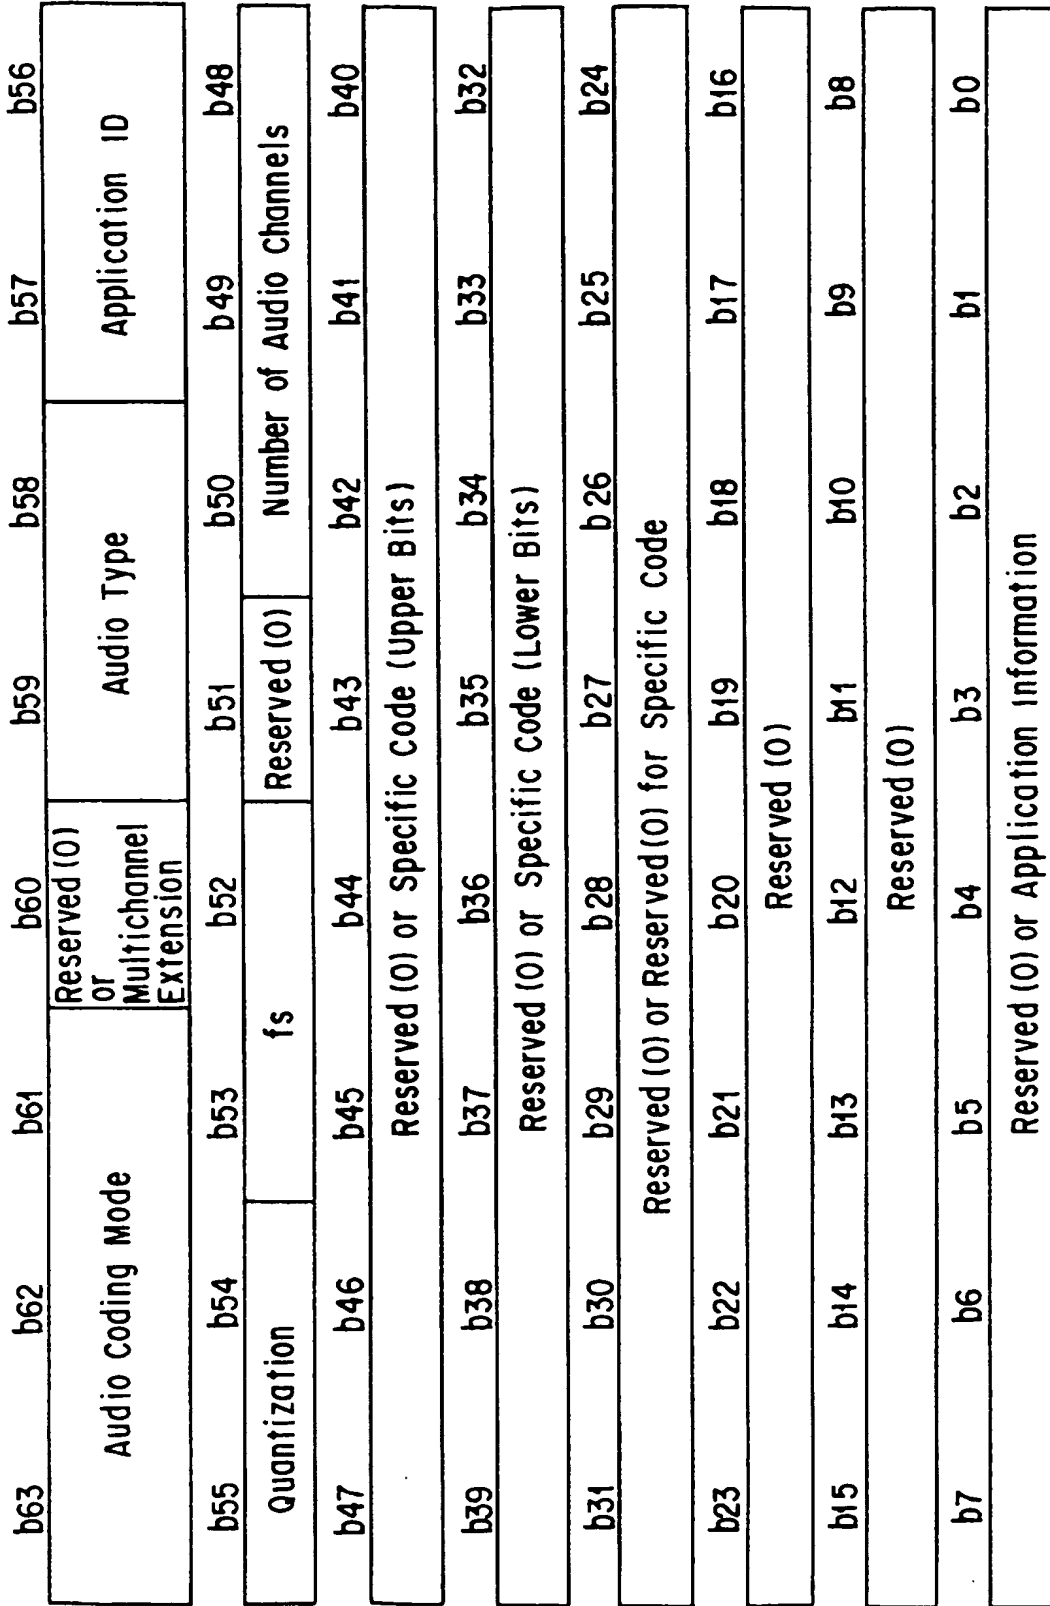 b63 b62 b61 b60 b59 b58 b57 b56
Audio Coding Mode
Reserved (0)
or
Multichannel
Extension
Audio Type
Application ID
b55 b54 b53 b52 b51 b50 b49 b48
Quantization
fs
Reserved (0)
Number of Audio Channels
b47 b46 b45 b44 b43 b42 b41 b40
Reserved (0) or Specific Code (Upper Bits)
b39 b38 b37 b36 b35 b34 b33 b32
Reserved (0) or Specific Code (Lower Bits)
b31 b30 b29 b28 b27 b26 b25 b24
Reserved (0) or Reserved (0) for Specific Code
b23 b22 b21 b20 b19 b18 b17 b16
Reserved (0)
b15 b14 b13 b12 b11 b10 b9 b8
Reserved (0)
b7 b6 b5 b4 b3 b2 b1 b0
Reserved (0) or Application Information